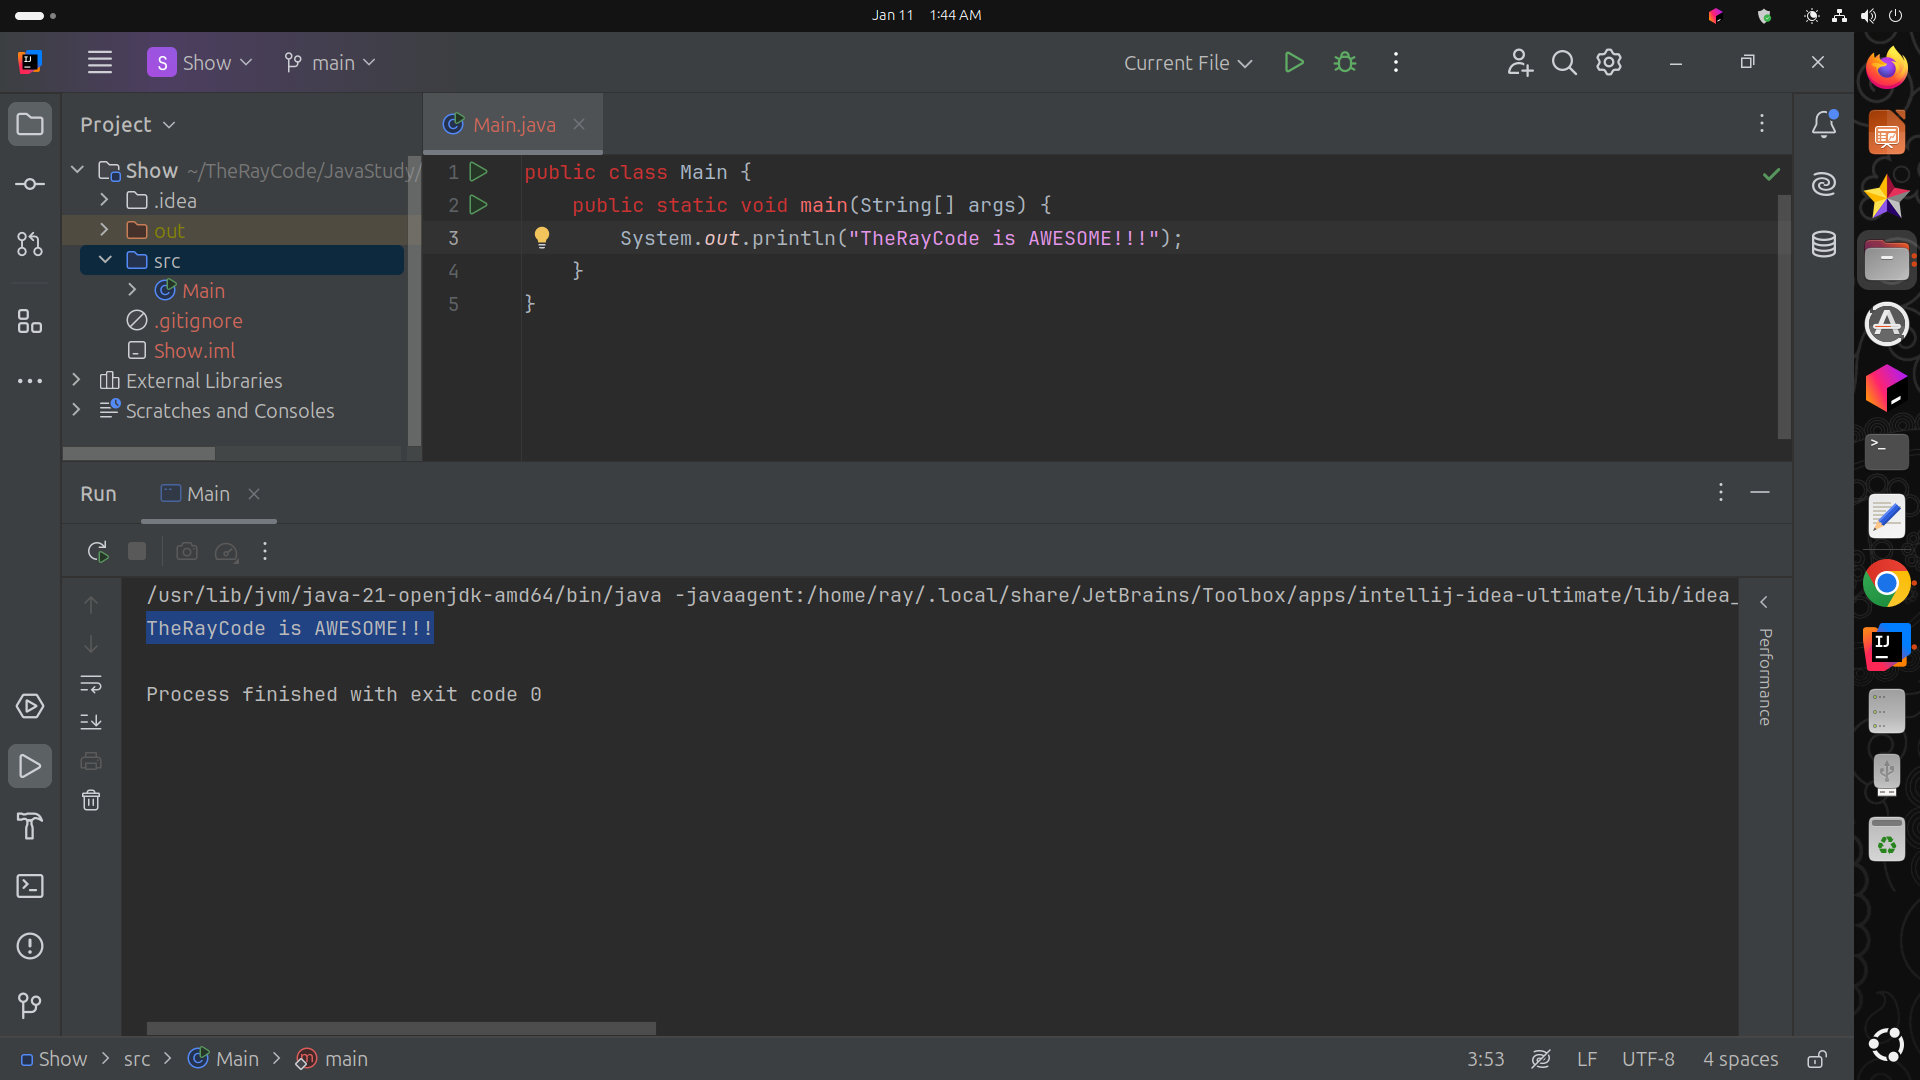 Jan 11 1:44 AM
IJ S Show main Current File
Project
Main.java
Show ~/TheRayCode/JavaStudy/
.idea
out
src
Main
.gitignore
Show.iml
External Libraries
Scratches and Consoles
1 public class Main {
2 public static void main(String[] args) {
3 System.out.println("TheRayCode is AWESOME!!!");
4 }
5 }
Run Main
/usr/lib/jvm/java-21-openjdk-amd64/bin/java -javaagent:/home/ray/.local/share/JetBrains/Toolbox/apps/intellij-idea-ultimate/lib/idea_
TheRayCode is AWESOME!!!
Process finished with exit code 0
Performance
Show src Main main
3:53 LF UTF-8 4 spaces
IJ